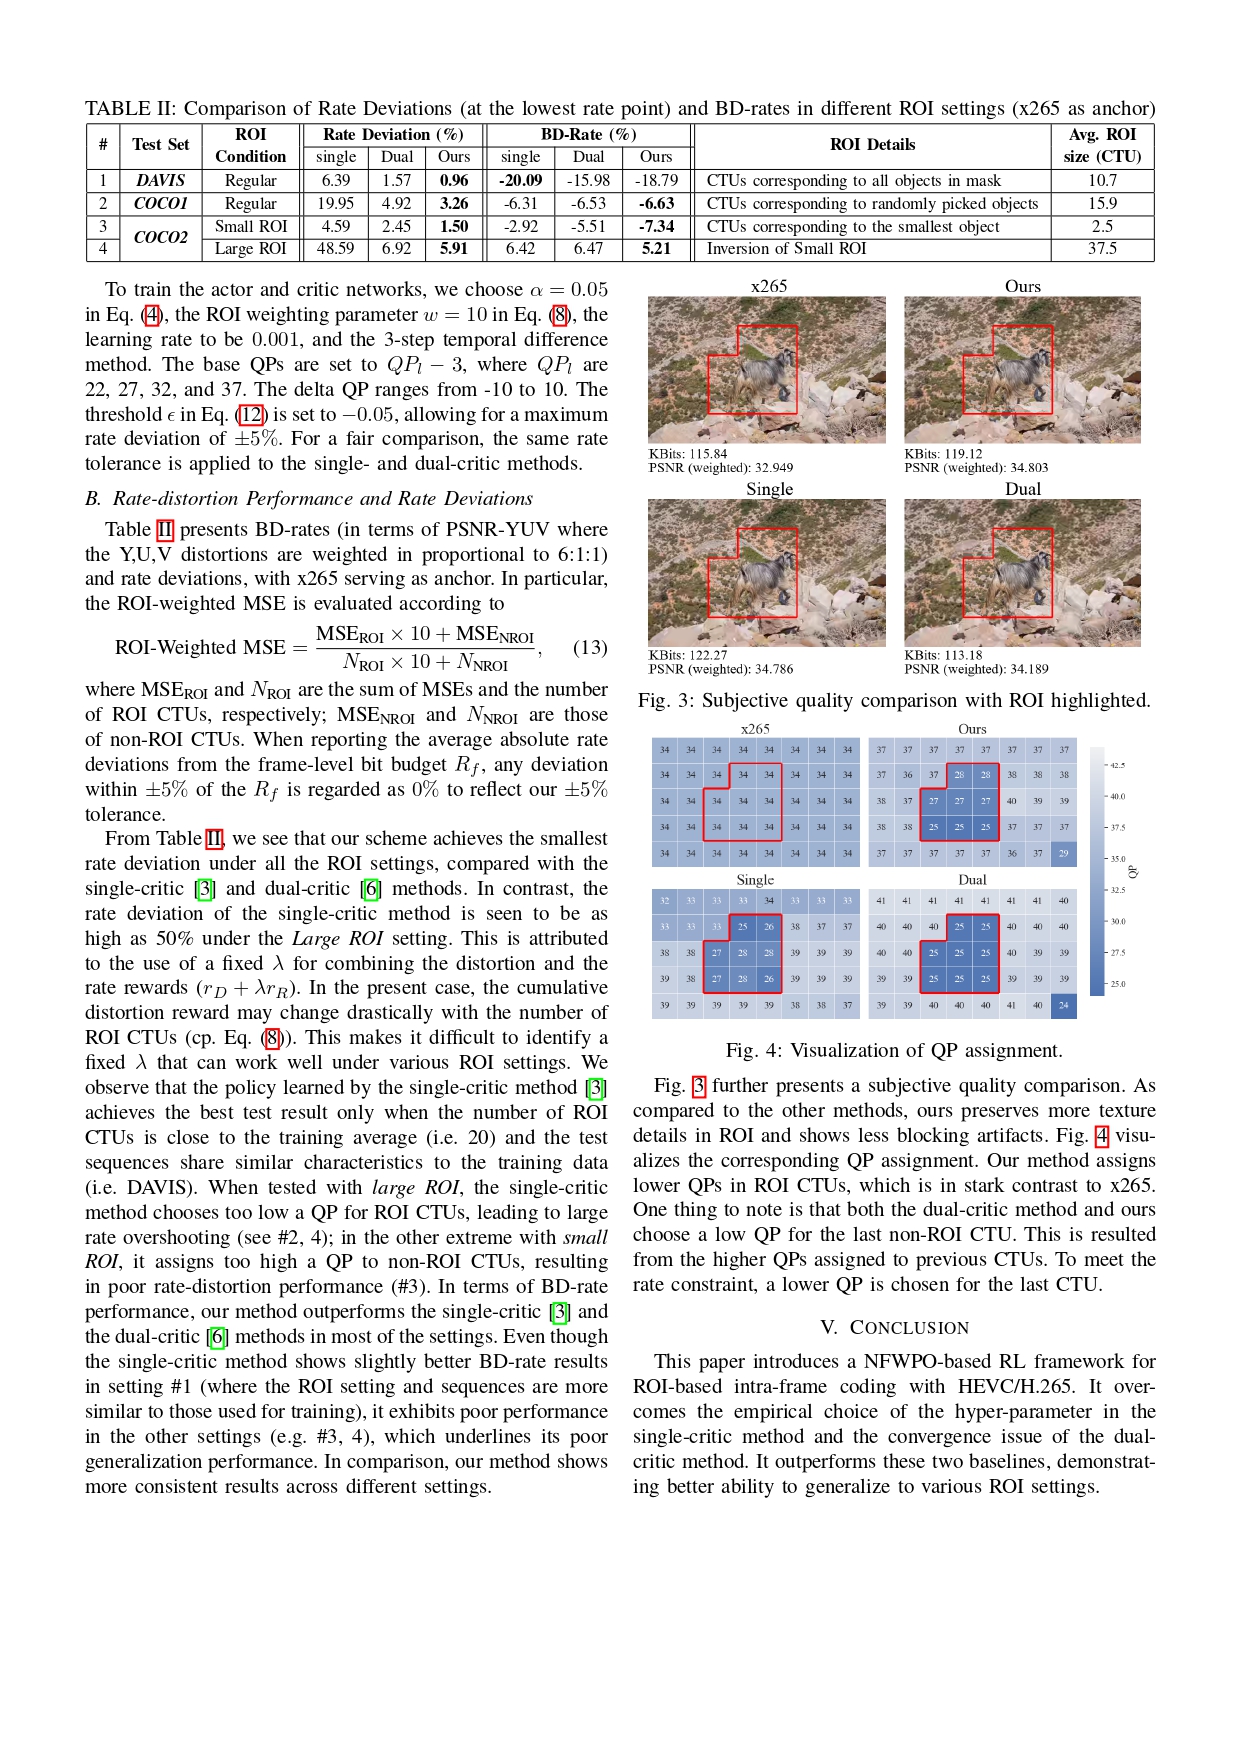 TABLE II: Comparison of Rate Deviations (at the lowest rate point) and BD-rates in different ROI settings (x265 as anchor)
# Test Set ROI Condition Rate Deviation (%) BD-Rate (%) ROI Details Avg. ROI size (CTU)
single Dual Ours single Dual Ours
1 DAVIS Regular 6.39 1.57 0.96 -20.09 -15.98 -18.79 CTUs corresponding to all objects in mask 10.7
2 COCO1 Regular 19.95 4.92 3.26 -6.31 -6.53 -6.63 CTUs corresponding to randomly picked objects 15.9
3 COCO2 Small ROI 4.59 2.45 1.50 -2.92 -5.51 -7.34 CTUs corresponding to the smallest object 2.5
4 Large ROI 48.59 6.92 5.91 6.42 6.47 5.21 Inversion of Small ROI 37.5
To train the actor and critic networks, we choose α = 0.05
in Eq. (4), the ROI weighting parameter w = 10 in Eq. (8), the
learning rate to be 0.001, and the 3-step temporal difference
method. The base QPs are set to QPl − 3, where QPl are
22, 27, 32, and 37. The delta QP ranges from -10 to 10. The
threshold ϵ in Eq. (12) is set to −0.05, allowing for a maximum
rate deviation of ±5%. For a fair comparison, the same rate
tolerance is applied to the single- and dual-critic methods.
B. Rate-distortion Performance and Rate Deviations
Table II presents BD-rates (in terms of PSNR-YUV where
the Y,U,V distortions are weighted in proportional to 6:1:1)
and rate deviations, with x265 serving as anchor. In particular,
the ROI-weighted MSE is evaluated according to
ROI-Weighted MSE = (MSEROI × 10 + MSENROI) / (NROI × 10 + NNROI), (13)
where MSEROI and NROI are the sum of MSEs and the number
of ROI CTUs, respectively; MSENROI and NNROI are those
of non-ROI CTUs. When reporting the average absolute rate
deviations from the frame-level bit budget Rf, any deviation
within ±5% of the Rf is regarded as 0% to reflect our ±5%
tolerance.
From Table II, we see that our scheme achieves the smallest
rate deviation under all the ROI settings, compared with the
single-critic [3] and dual-critic [6] methods. In contrast, the
rate deviation of the single-critic method is seen to be as
high as 50% under the Large ROI setting. This is attributed
to the use of a fixed λ for combining the distortion and the
rate rewards (rD + λrR). In the present case, the cumulative
distortion reward may change drastically with the number of
ROI CTUs (cp. Eq. (8)). This makes it difficult to identify a
fixed λ that can work well under various ROI settings. We
observe that the policy learned by the single-critic method [3]
achieves the best test result only when the number of ROI
CTUs is close to the training average (i.e. 20) and the test
sequences share similar characteristics to the training data
(i.e. DAVIS). When tested with large ROI, the single-critic
method chooses too low a QP for ROI CTUs, leading to large
rate overshooting (see #2, 4); in the other extreme with small
ROI, it assigns too high a QP to non-ROI CTUs, resulting
in poor rate-distortion performance (#3). In terms of BD-rate
performance, our method outperforms the single-critic [3] and
the dual-critic [6] methods in most of the settings. Even though
the single-critic method shows slightly better BD-rate results
in setting #1 (where the ROI setting and sequences are more
similar to those used for training), it exhibits poor performance
in the other settings (e.g. #3, 4), which underlines its poor
generalization performance. In comparison, our method shows
more consistent results across different settings.
x265 Ours
KBits: 115.84 KBits: 119.12
PSNR (weighted): 32.949 PSNR (weighted): 34.803
Single Dual
KBits: 122.27 KBits: 113.18
PSNR (weighted): 34.786 PSNR (weighted): 34.189
Fig. 3: Subjective quality comparison with ROI highlighted.
x265 Ours
34 34 34 34 34 34 34 34 37 37 37 37 37 37 37 37
34 34 34 34 34 34 34 34 37 36 37 28 28 38 38 38
34 34 34 34 34 34 34 34 38 37 27 27 27 40 39 39
34 34 34 34 34 34 34 34 38 38 25 25 25 37 37 37
34 34 34 34 34 34 34 34 37 37 37 37 37 36 37 29
Single Dual
32 33 33 33 34 33 33 33 41 41 41 41 41 41 41 40
33 33 33 25 26 38 37 37 40 40 40 25 25 40 40 40
38 38 27 28 28 39 39 39 40 40 25 25 25 40 39 39
39 38 27 28 26 39 39 39 39 39 25 25 25 39 39 39
39 39 39 39 39 38 38 37 39 39 40 40 40 41 40 24
42.5
40.0
37.5
35.0
32.5
30.0
27.5
25.0
QP
Fig. 4: Visualization of QP assignment.
Fig. 3 further presents a subjective quality comparison. As
compared to the other methods, ours preserves more texture
details in ROI and shows less blocking artifacts. Fig. 4 visu-
alizes the corresponding QP assignment. Our method assigns
lower QPs in ROI CTUs, which is in stark contrast to x265.
One thing to note is that both the dual-critic method and ours
choose a low QP for the last non-ROI CTU. This is resulted
from the higher QPs assigned to previous CTUs. To meet the
rate constraint, a lower QP is chosen for the last CTU.
V. CONCLUSION
This paper introduces a NFWPO-based RL framework for
ROI-based intra-frame coding with HEVC/H.265. It over-
comes the empirical choice of the hyper-parameter in the
single-critic method and the convergence issue of the dual-
critic method. It outperforms these two baselines, demonstrat-
ing better ability to generalize to various ROI settings.